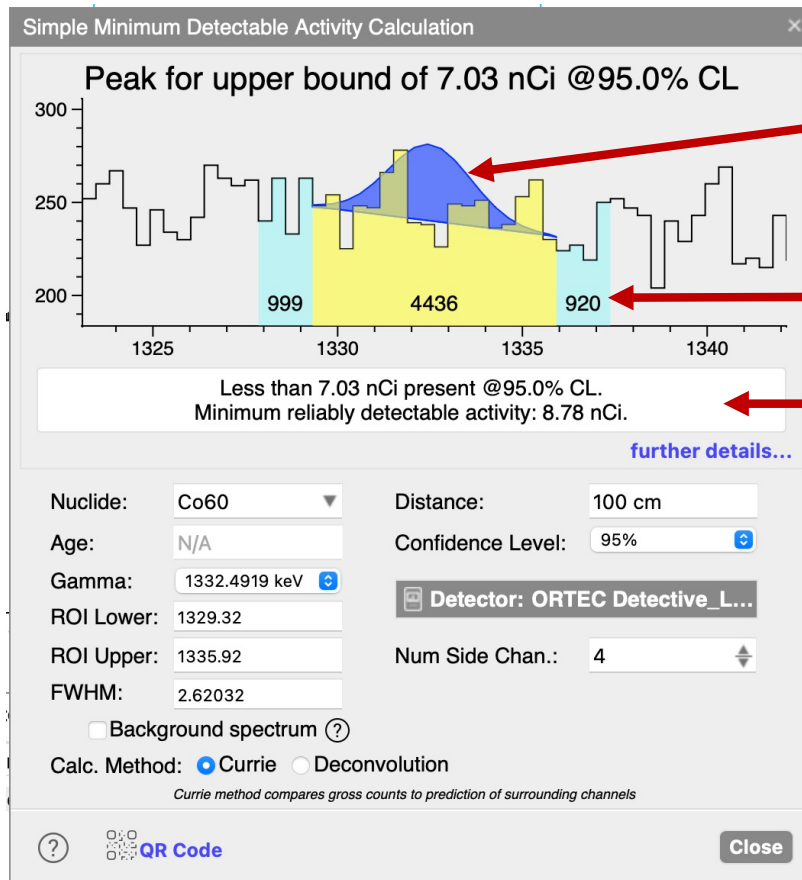 Simple Minimum Detectable Activity Calculation ×
Peak for upper bound of 7.03 nCi @95.0% CL
300
250
200
999 4436 920
1325 1330 1335 1340
Less than 7.03 nCi present @95.0% CL.
Minimum reliably detectable activity: 8.78 nCi.
further details...
Nuclide: Co60 Distance: 100 cm
Age: N/A Confidence Level: 95%
Gamma: 1332.4919 keV
Detector: ORTEC Detective_L...
ROI Lower: 1329.32
ROI Upper: 1335.92 Num Side Chan.: 4
FWHM: 2.62032
Background spectrum ?
Calc. Method: Currie Deconvolution
Currie method compares gross counts to prediction of surrounding channels
? QR Code Close